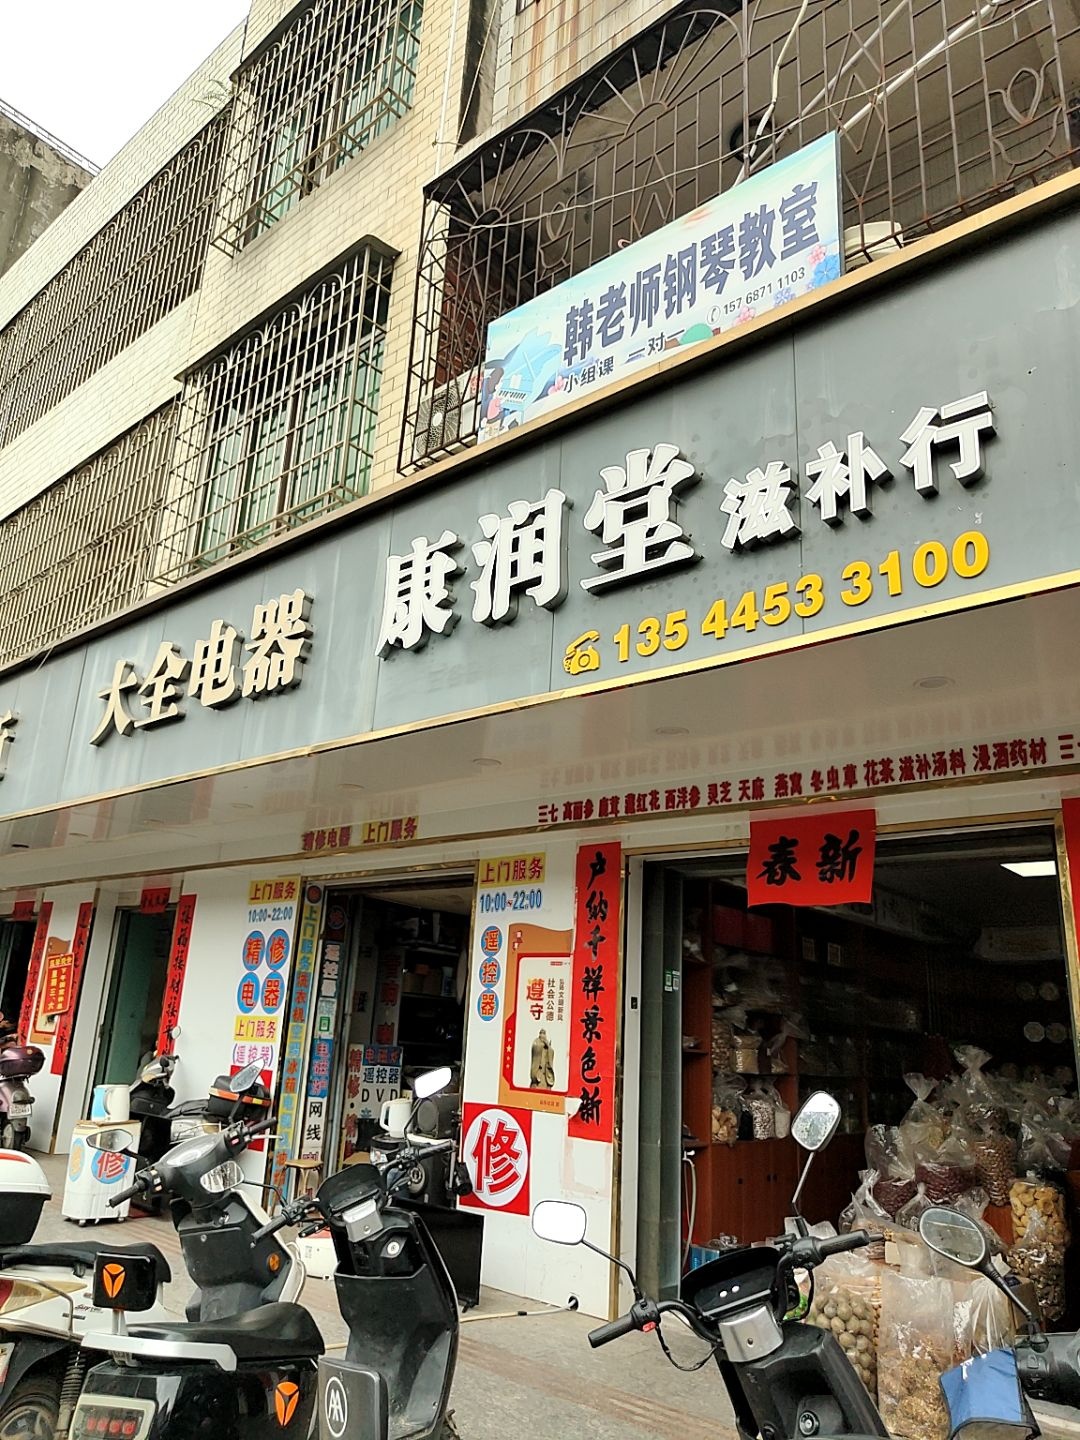 韩老师钢琴教室
小组课 一对一
157 6871 1103
康润堂滋补行
135 4453 3100
大全电器
三七 高丽参 鹿茸 藏红花 西洋参 灵芝 天麻 燕窝 冬虫草 花茶 滋补汤料 浸酒药材
精修电器 上门服务
新春
户纳千祥景色新
上门服务
10:00~22:00
遥控器
遵守
社会公德
修
上门服务
10:00~22:00
精修
电器
上门服务
遥控器
网线
遥控器
DVD
精修
修